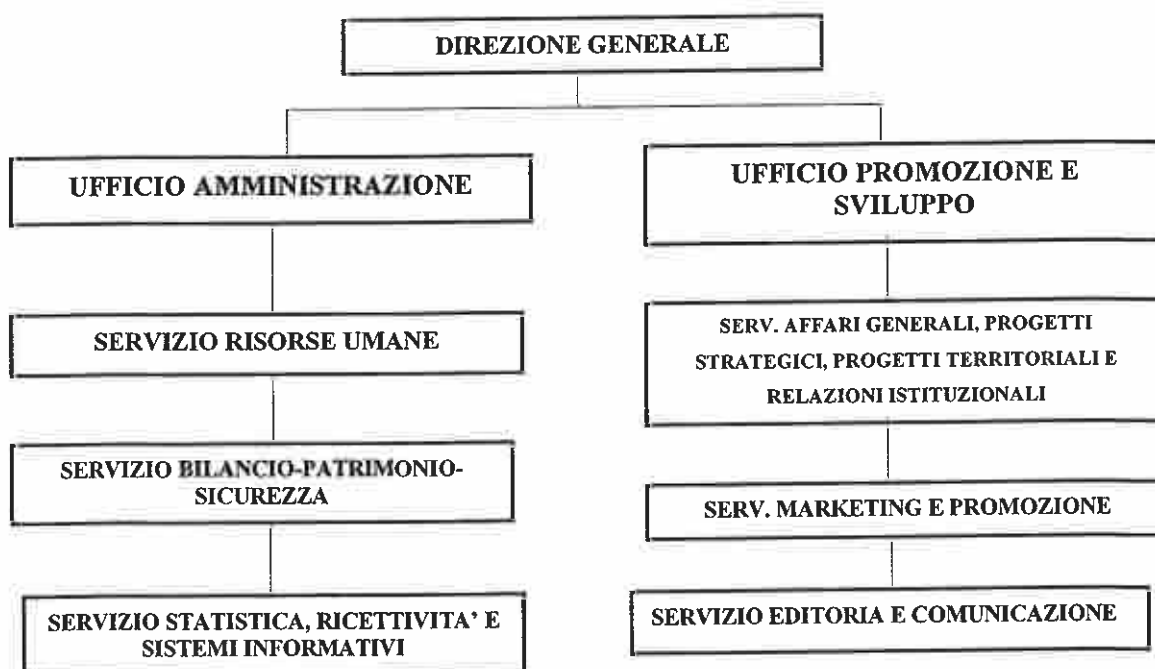 DIREZIONE GENERALE
UFFICIO AMMINISTRAZIONE
UFFICIO PROMOZIONE E
SVILUPPO
SERVIZIO RISORSE UMANE
SERV. AFFARI GENERALI, PROGETTI
STRATEGICI, PROGETTI TERRITORIALI E
RELAZIONI ISTITUZIONALI
SERVIZIO BILANCIO-PATRIMONIO-
SICUREZZA
SERV. MARKETING E PROMOZIONE
SERVIZIO STATISTICA, RICETTIVITA’ E
SISTEMI INFORMATIVI
SERVIZIO EDITORIA E COMUNICAZIONE